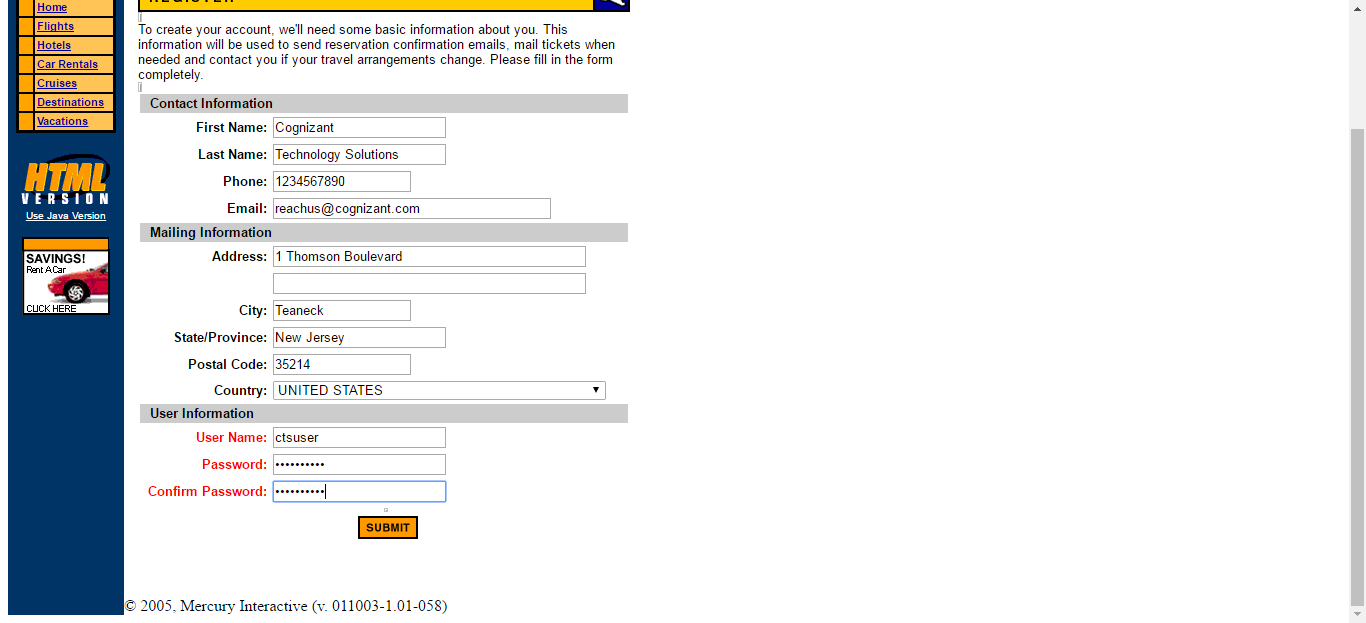 REGISTER
Home
Flights
Hotels
Car Rentals
Cruises
Destinations
Vacations
HTML
VERSION
Use Java Version
SAVINGS!
Rent A Car
CLICK HERE
To create your account, we'll need some basic information about you. This
information will be used to send reservation confirmation emails, mail tickets when
needed and contact you if your travel arrangements change. Please fill in the form
completely.
Contact Information
First Name: Cognizant
Last Name: Technology Solutions
Phone: 1234567890
Email: reachus@cognizant.com
Mailing Information
Address: 1 Thomson Boulevard
City: Teaneck
State/Province: New Jersey
Postal Code: 35214
Country: UNITED STATES
User Information
User Name: ctsuser
Password: ••••••••••
Confirm Password: ••••••••••
SUBMIT
© 2005, Mercury Interactive (v. 011003-1.01-058)